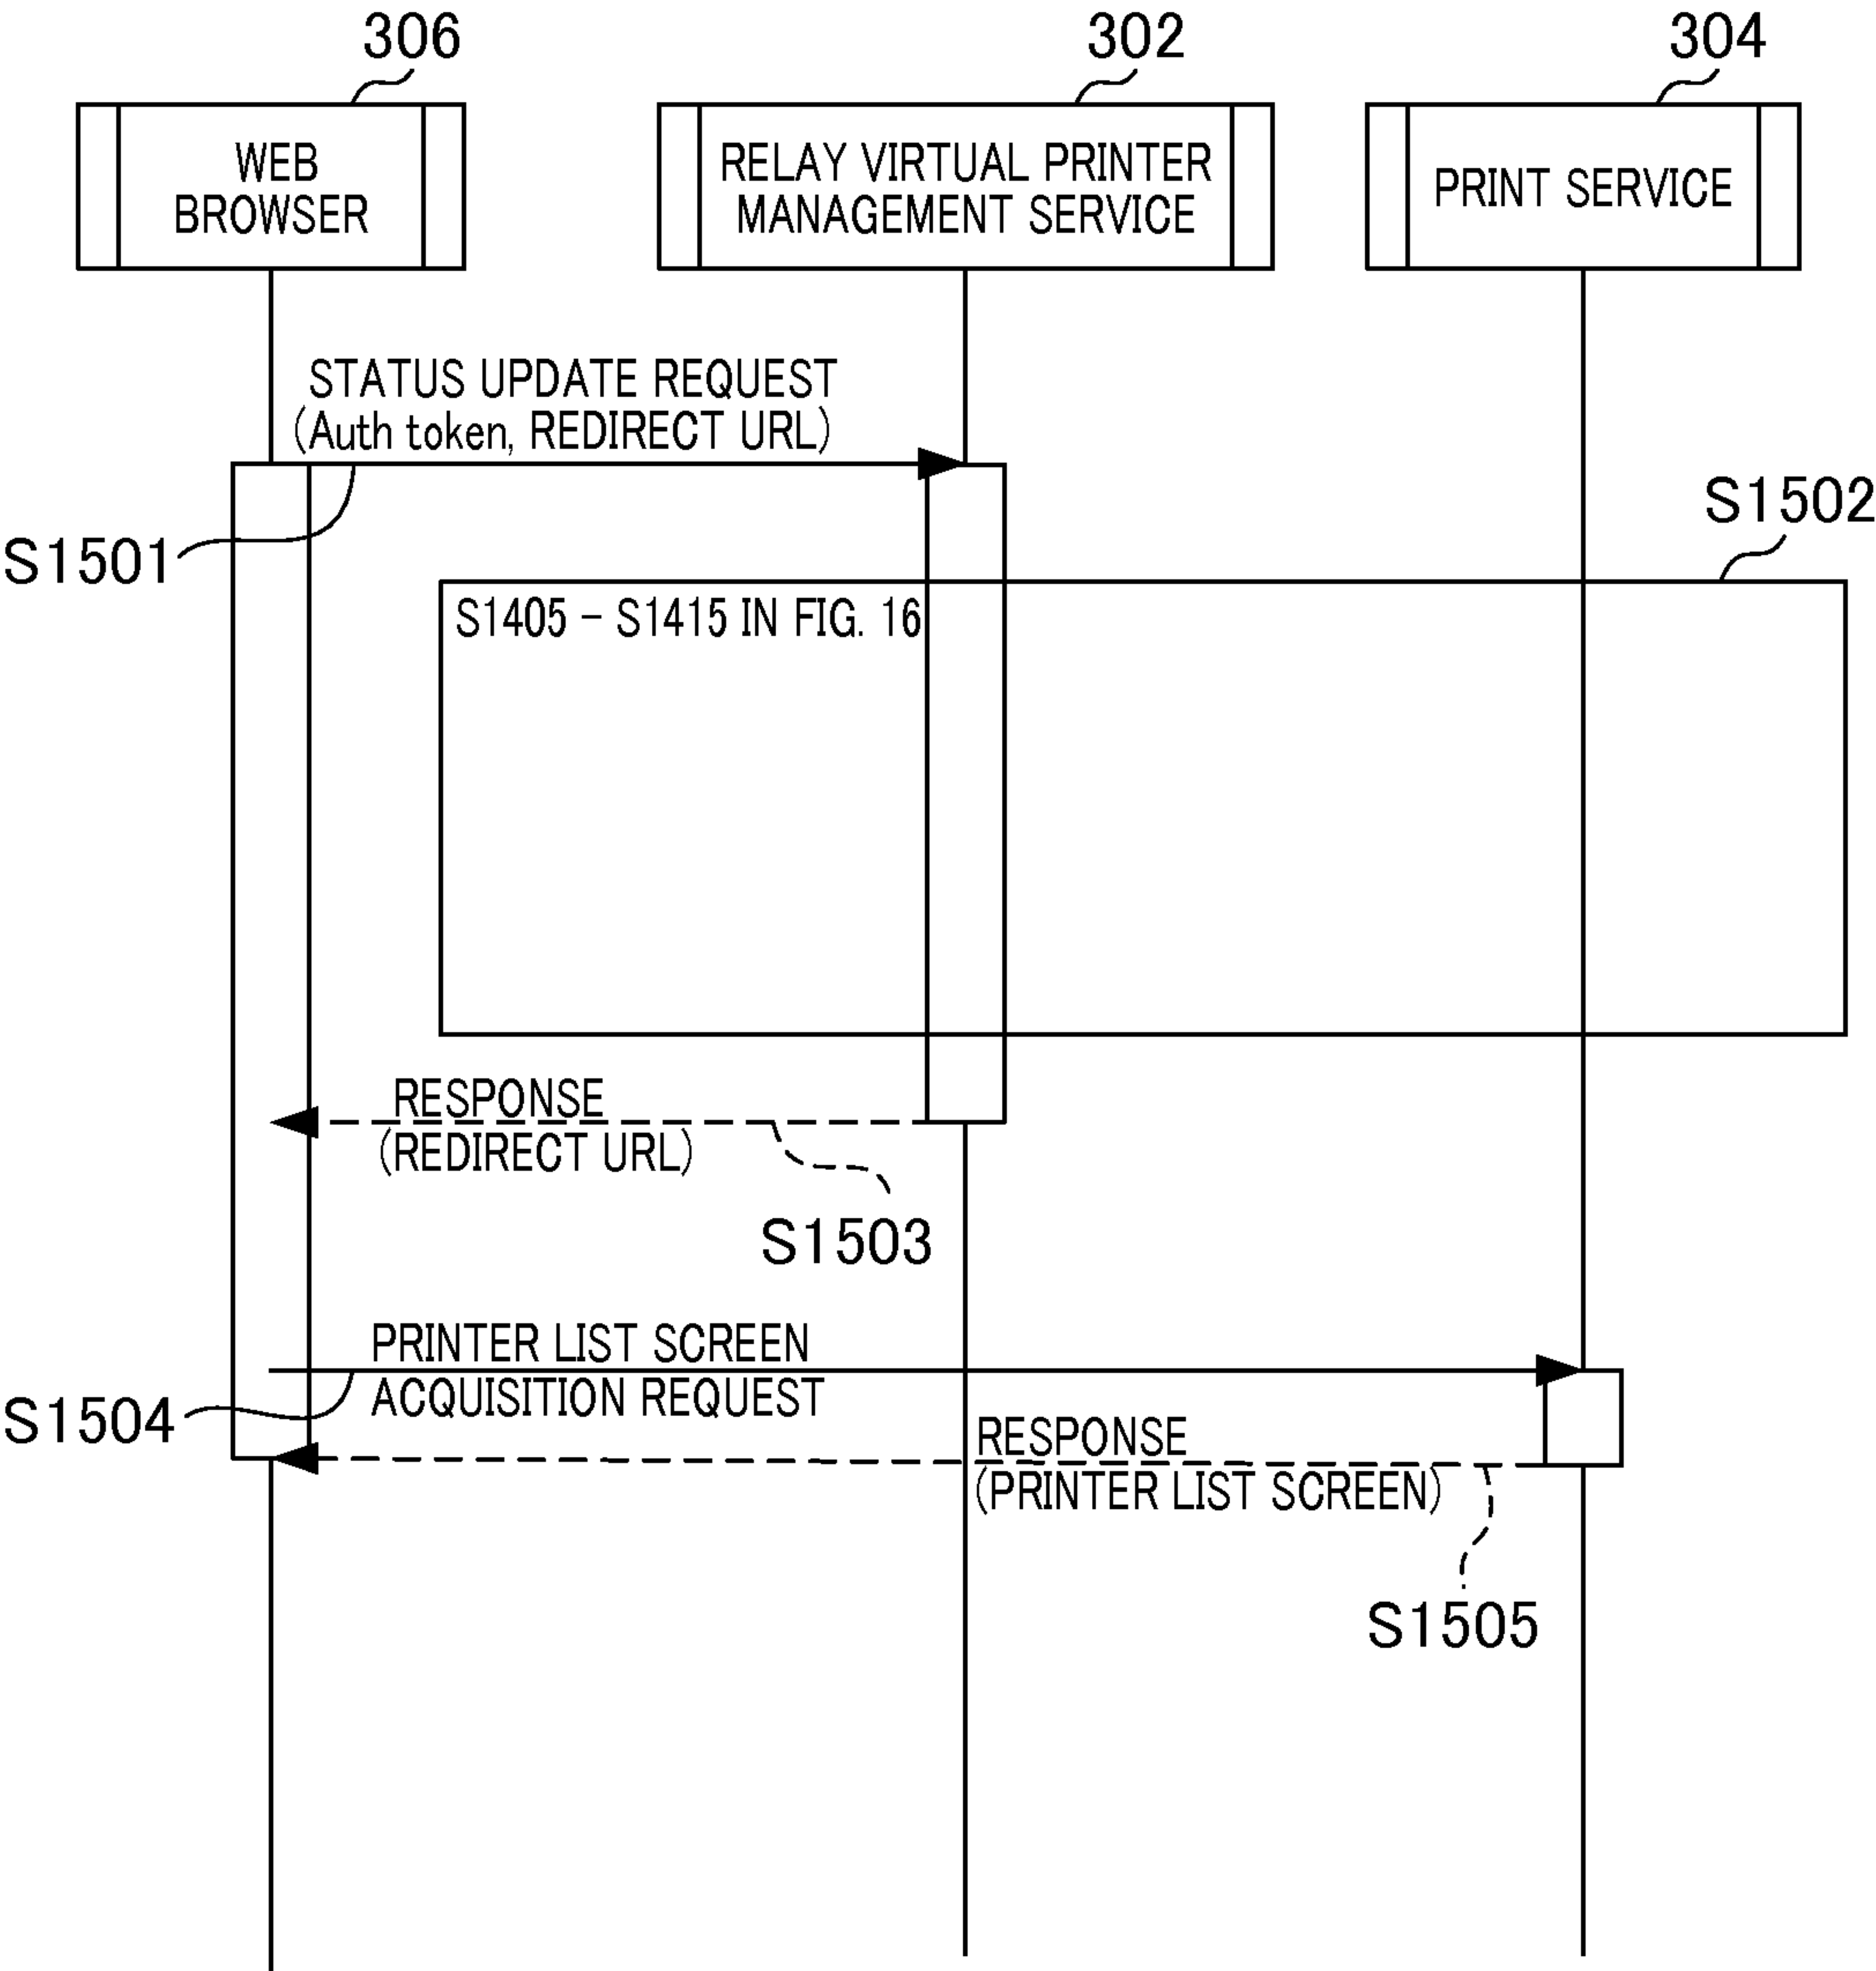 306
302
304
WEB
BROWSER
RELAY VIRTUAL PRINTER
MANAGEMENT SERVICE
PRINT SERVICE
STATUS UPDATE REQUEST
(Auth token, REDIRECT URL)
S1501
S1502
S1405 – S1415 IN FIG. 16
RESPONSE
(REDIRECT URL)
S1503
PRINTER LIST SCREEN
ACQUISITION REQUEST
S1504
RESPONSE
(PRINTER LIST SCREEN)
S1505